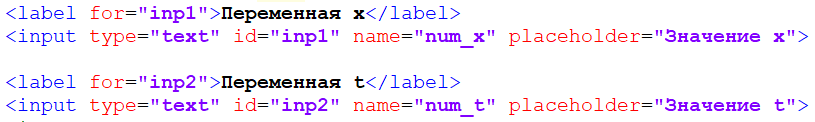 <label for="inp1">Переменная x</label>
<input type="text" id="inp1" name="num_x" placeholder="Значение x">
<label for="inp2">Переменная t</label>
<input type="text" id="inp2" name="num_t" placeholder="Значение t">